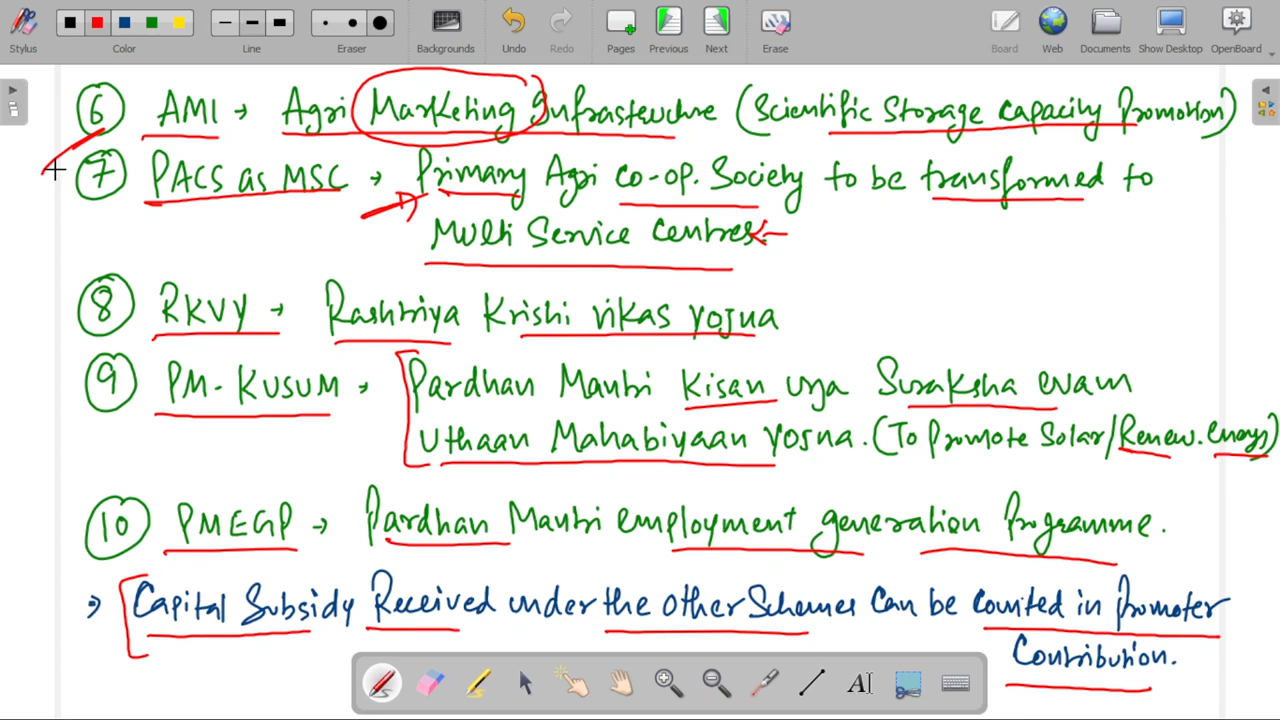 Stylus Color Line Eraser Backgrounds Undo Redo Pages Previous Next Erase Board Web Documents Show Desktop OpenBoard
6 AMI → Agri Marketing Infrastructure (Scientific Storage Capacity Promotion)
7 PACS as MSC → Primary Agri co-op. Society to be transformed to
Multi Service Centres.
8 RKVY → Rashtriya Krishi vikas yojna
9 PM-KUSUM → Pardhan Mantri Kisan urja Suraksha evam
Uthaan Mahabiyaan yojna. (To Promote Solar/Renew. energy)
10 PMEGP → Pardhan Mantri employment generation Programme.
⇒ Capital Subsidy Received under the other Schemes can be counted in Promoter
Contribution.